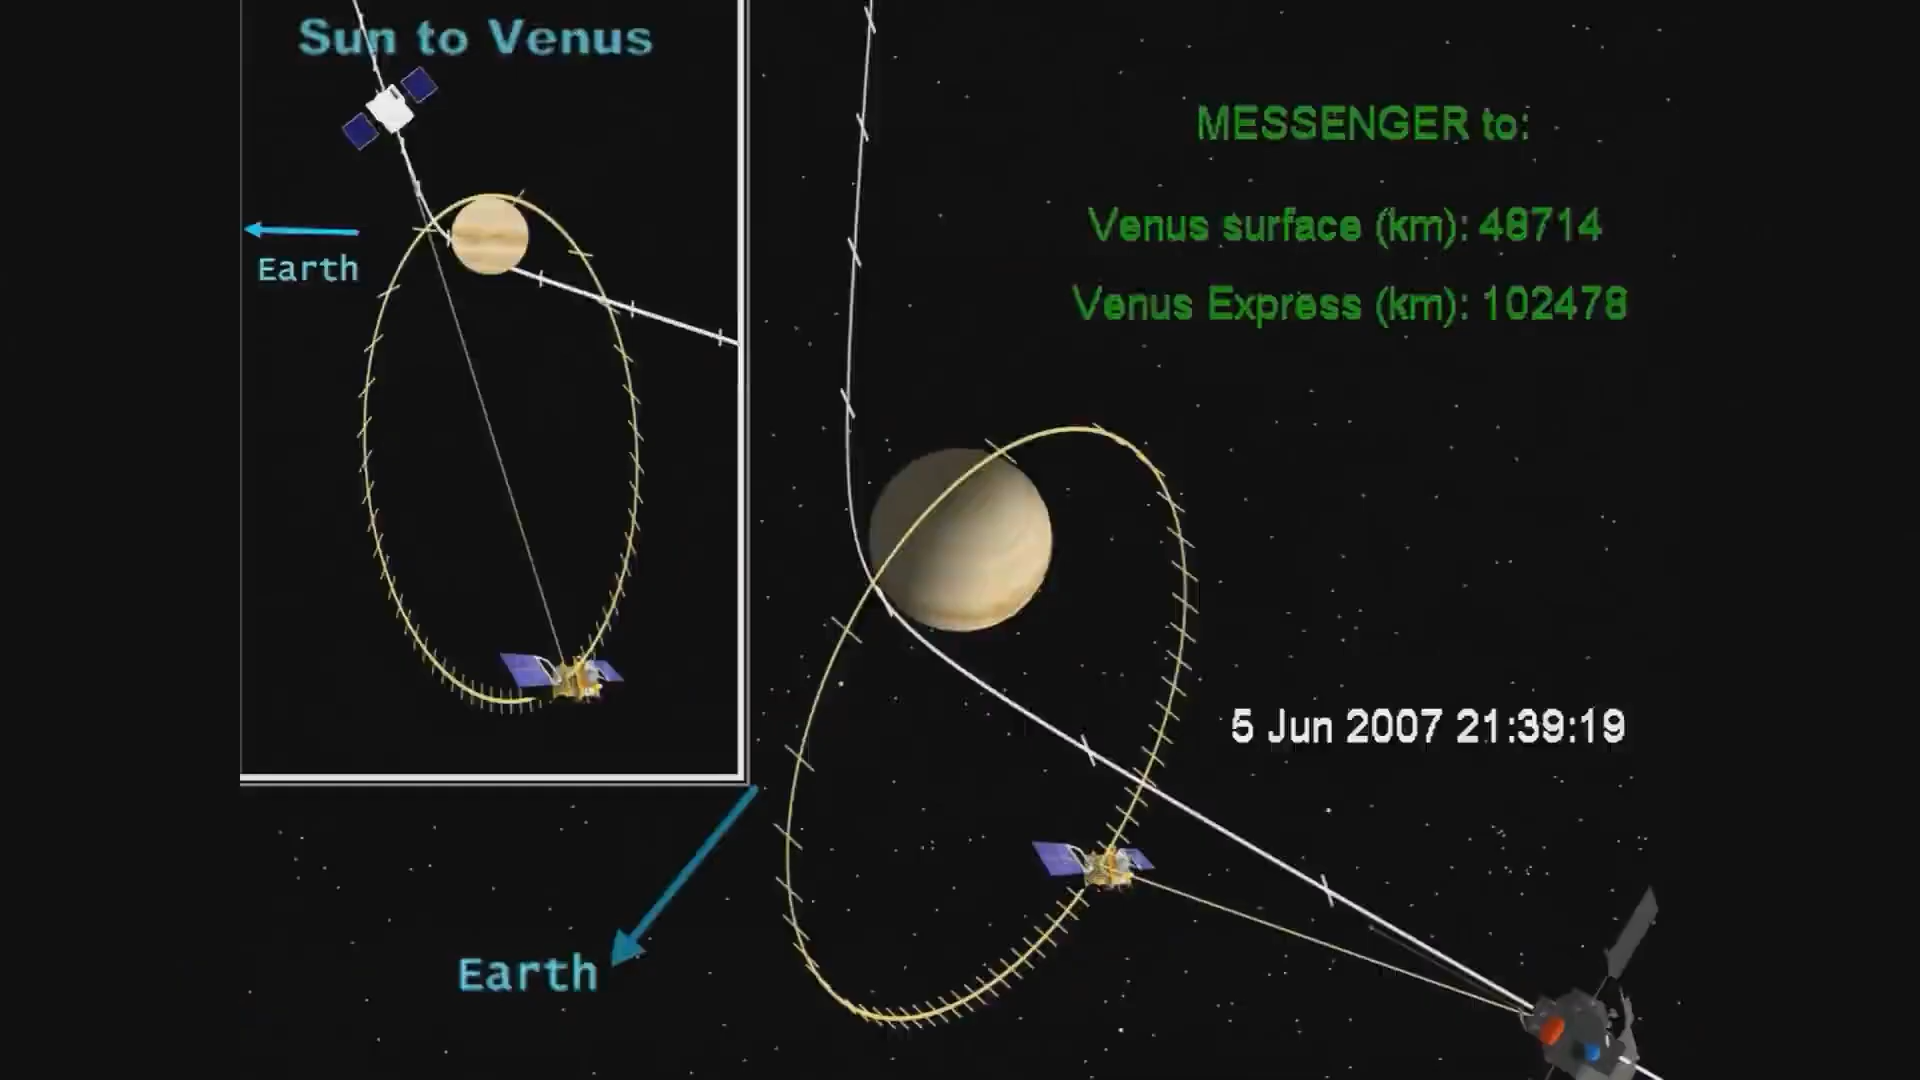 Sun to Venus
Earth
MESSENGER to:
Venus surface (km): 48714
Venus Express (km): 102478
5 Jun 2007 21:39:19
Earth